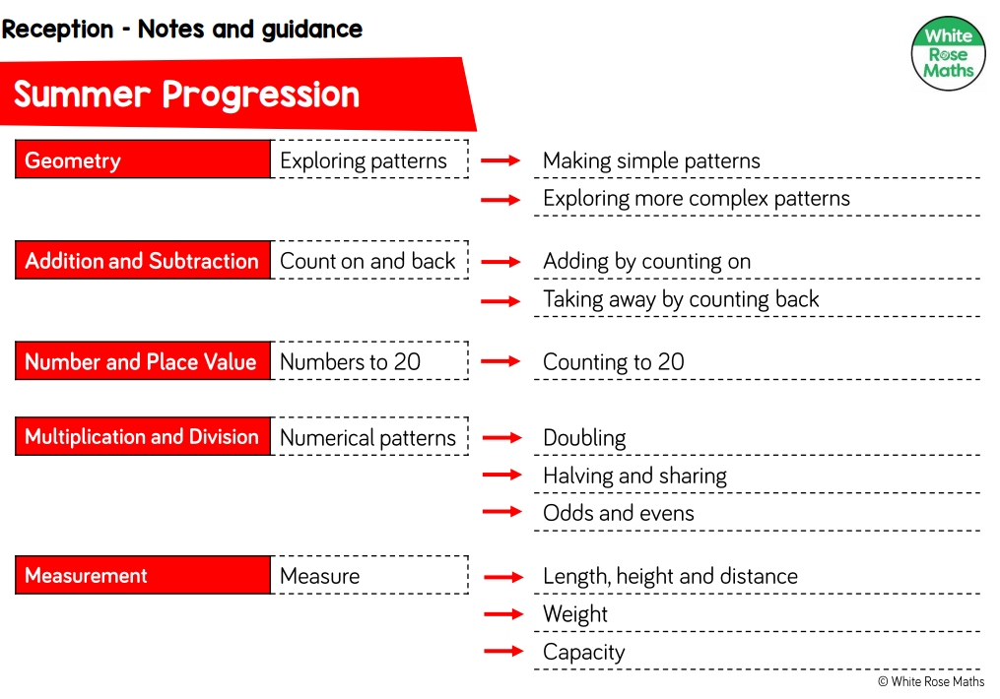 Reception - Notes and guidance
White
Rose
Maths
Summer Progression
Geometry Exploring patterns Making simple patterns
Exploring more complex patterns
Addition and Subtraction Count on and back Adding by counting on
Taking away by counting back
Number and Place Value Numbers to 20 Counting to 20
Multiplication and Division Numerical patterns Doubling
Halving and sharing
Odds and evens
Measurement Measure Length, height and distance
Weight
Capacity
© White Rose Maths